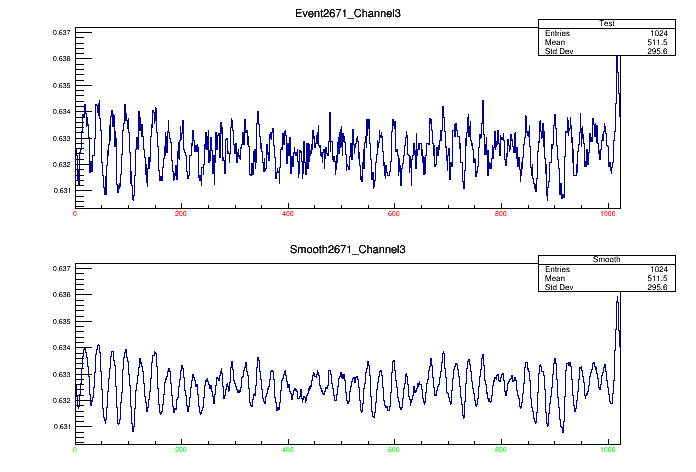 Event2671_Channel3
Test
Entries 1024
Mean 511.5
Std Dev 295.6
0.637
0.636
0.635
0.634
0.633
0.632
0.631
0 200 400 600 800 1000
Smooth2671_Channel3
Smooth
Entries 1024
Mean 511.5
Std Dev 295.6
0.637
0.636
0.635
0.634
0.633
0.632
0.631
0 200 400 600 800 1000